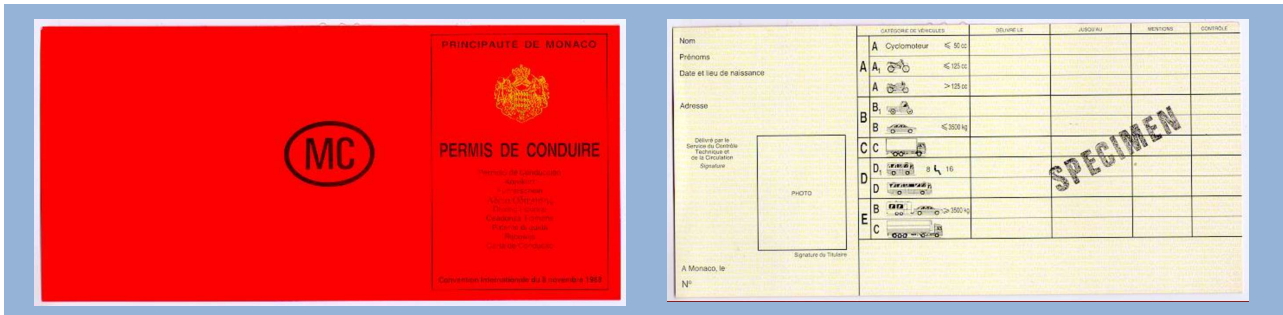 PRINCIPAUTÉ DE MONACO
MC
PERMIS DE CONDUIRE
Convention internationale du 8 novembre 1968
Nom
Prénoms
Date et lieu de naissance
Adresse
Délivré par le
Service du Contrôle
Technique et
de la Circulation
Signature
PHOTO
Signature du Titulaire
A Monaco, le
N°
CATÉGORIE DE VÉHICULES DÉLIVRÉ LE JUSQU'AU MENTIONS CONTRÔLE
A
A Cyclomoteur ≤ 50 cc
A1 ≤ 125 cc
A > 125 cc
B
B1
B ≤ 3500 kg
C C
D
D1 8 16
D
E
B > 3500 kg
C
SPECIMEN